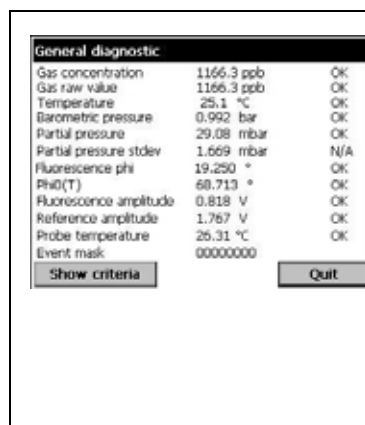 General diagnostic
Gas concentration 1166.3 ppb OK
Gas raw value 1166.3 ppb OK
Temperature 25.1 °C OK
Barometric pressure 0.992 bar OK
Partial pressure 29.08 mbar OK
Partial pressure stdev 1.669 mbar N/A
Fluorescence phi 19.250 ° OK
Phi0(T) 68.713 ° OK
Fluorescence amplitude 0.818 V OK
Reference amplitude 1.767 V OK
Probe temperature 26.31 °C OK
Event mask 00000000
Show criteria Quit